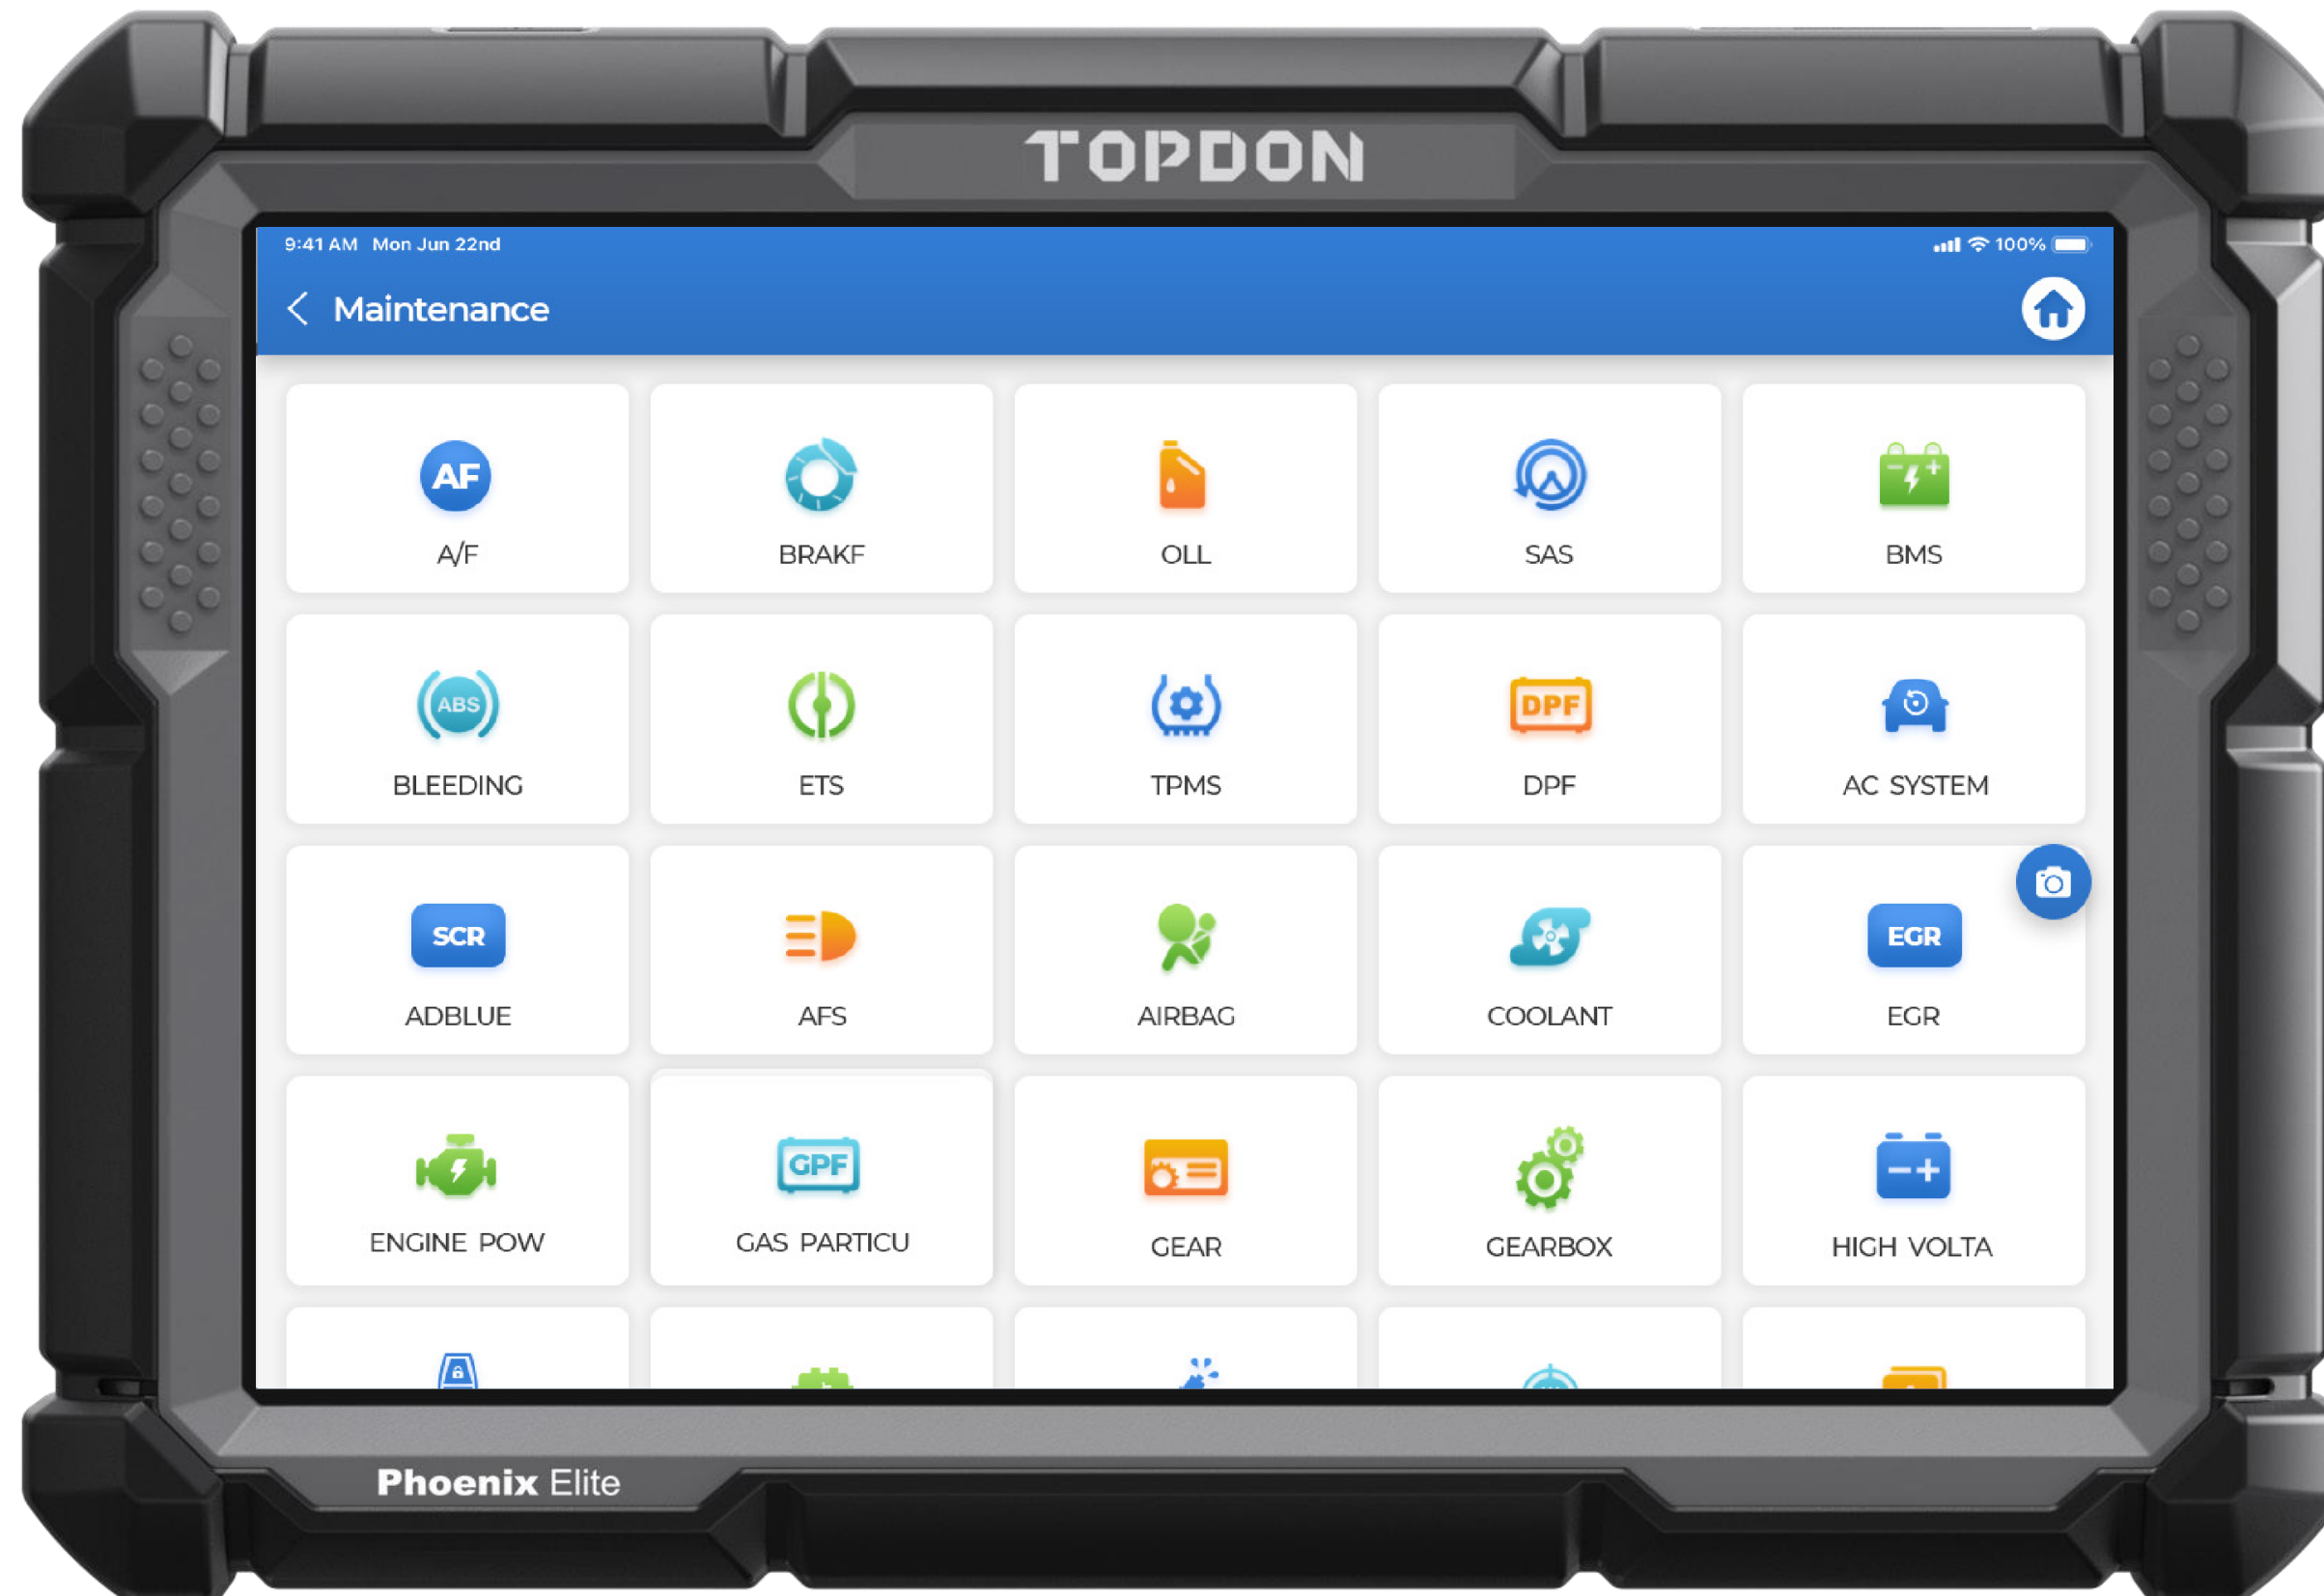 TOPDON
9:41 AM Mon Jun 22nd
100%
Maintenance
AF
A/F
BRAKF
OLL
SAS
BMS
ABS
BLEEDING
ETS
TPMS
DPF
DPF
AC SYSTEM
SCR
ADBLUE
AFS
AIRBAG
COOLANT
EGR
EGR
ENGINE POW
GPF
GAS PARTICU
GEAR
GEARBOX
HIGH VOLTA
Phoenix Elite